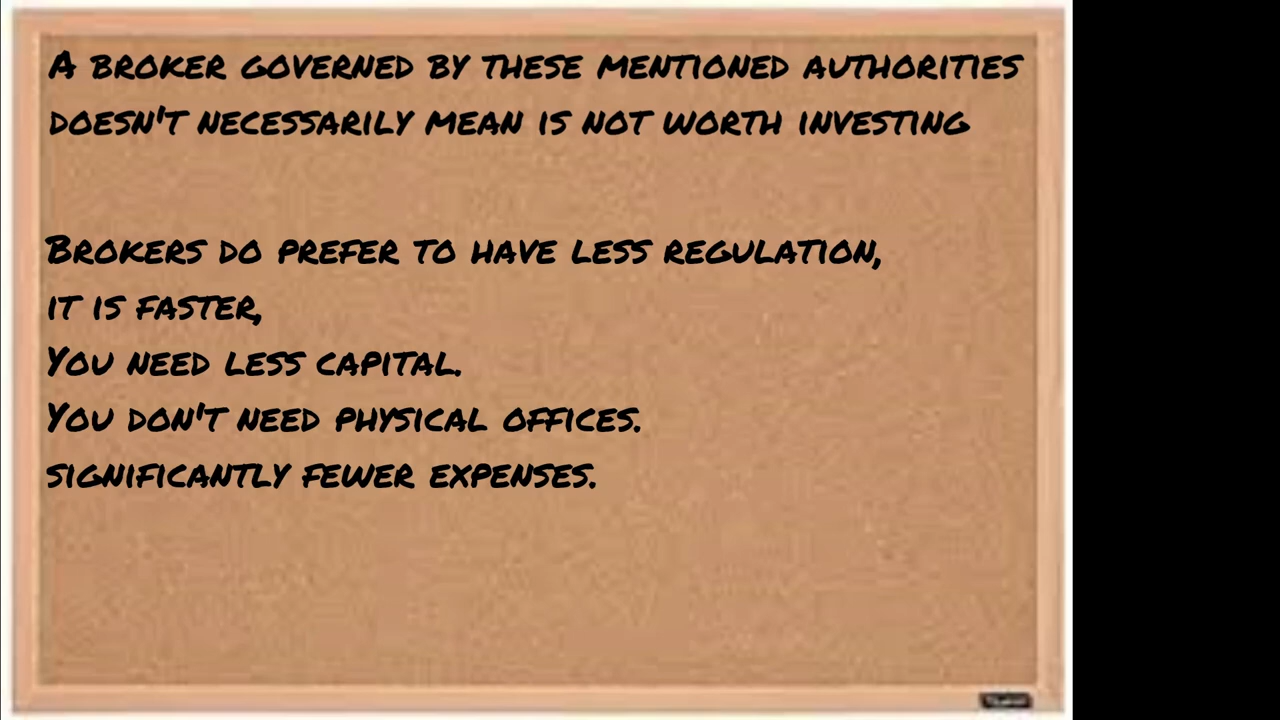 A BROKER GOVERNED BY THESE MENTIONED AUTHORITIES
DOESN'T NECESSARILY MEAN IS NOT WORTH INVESTING
BROKERS DO PREFER TO HAVE LESS REGULATION,
IT IS FASTER,
YOU NEED LESS CAPITAL.
YOU DON'T NEED PHYSICAL OFFICES.
SIGNIFICANTLY FEWER EXPENSES.